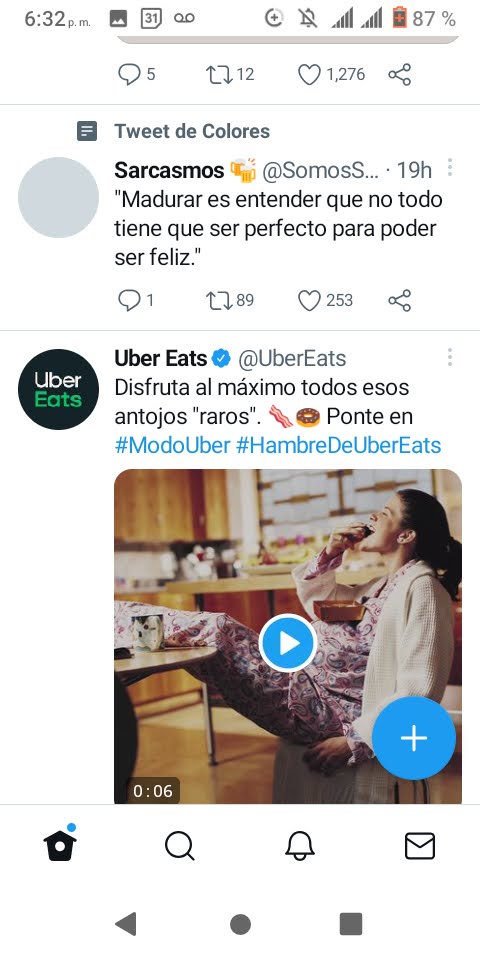 6:32 p. m. 31 87 %
5 12 1,276
Tweet de Colores
Sarcasmos 🍻 @SomosS... · 19h
"Madurar es entender que no todo
tiene que ser perfecto para poder
ser feliz."
1 89 253
Uber Eats @UberEats
Uber
Eats
Disfruta al máximo todos esos
antojos "raros". 🥓🍩 Ponte en
#ModoUber #HambreDeUberEats
0:06